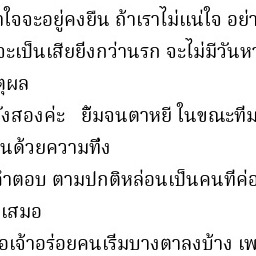 าใจจะอยู่คงยืน ถ้าเราไม่แน่ใจ อย่า
จะเป็นเสียยิ่งกว่านรก จะไม่มีวันหา
ตุผล
ั้งสองค่ะ ยิ้มจนตาหยี ในขณะที่ม
นด้วยความทึ่ง
คำตอบ ตามปกติหล่อนเป็นคนที่ค่อ
เสมอ
อเจ้าอร่อยคนเริ่มบางตาลงบ้าง เพ